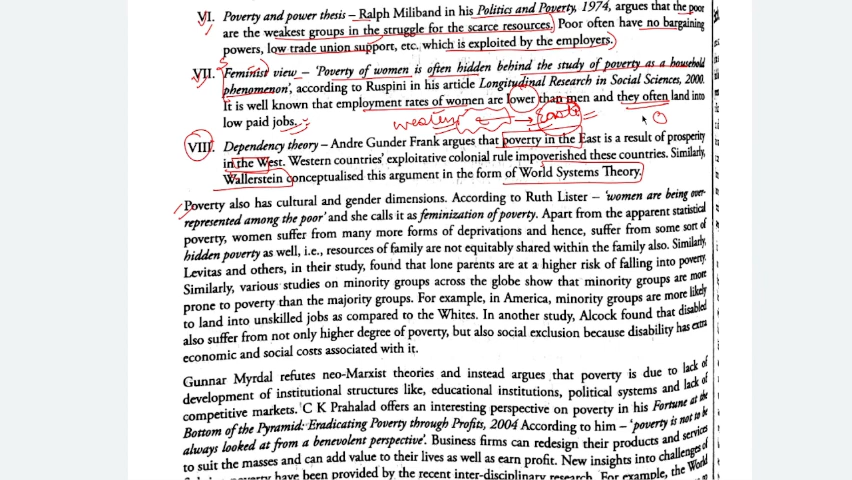 VI. Poverty and power thesis – Ralph Miliband in his Politics and Poverty, 1974, argues that the poor
are the weakest groups in the struggle for the scarce resources. Poor often have no bargaining
powers, low trade union support, etc. which is exploited by the employers.
VII. Feminist view – 'Poverty of women is often hidden behind the study of poverty as a household
phenomenon', according to Ruspini in his article Longitudinal Research in Social Sciences, 2000.
It is well known that employment rates of women are lower than men and they often land into
low paid jobs.
western → East
VIII. Dependency theory – Andre Gunder Frank argues that poverty in the East is a result of prosperity
in the West. Western countries' exploitative colonial rule impoverished these countries. Similarly,
Wallerstein conceptualised this argument in the form of World Systems Theory.
Poverty also has cultural and gender dimensions. According to Ruth Lister – 'women are being over-
represented among the poor' and she calls it as feminization of poverty. Apart from the apparent statistical
poverty, women suffer from many more forms of deprivations and hence, suffer from some sort of
hidden poverty as well, i.e., resources of family are not equitably shared within the family also. Similarly,
Levitas and others, in their study, found that lone parents are at a higher risk of falling into poverty.
Similarly, various studies on minority groups across the globe show that minority groups are more
prone to poverty than the majority groups. For example, in America, minority groups are more likely
to land into unskilled jobs as compared to the Whites. In another study, Alcock found that disabled
also suffer from not only higher degree of poverty, but also social exclusion because disability has extra
economic and social costs associated with it.
Gunnar Myrdal refutes neo-Marxist theories and instead argues that poverty is due to lack of
development of institutional structures like, educational institutions, political systems and lack of
competitive markets. C K Prahalad offers an interesting perspective on poverty in his Fortune at the
Bottom of the Pyramid: Eradicating Poverty through Profits, 2004 According to him – 'poverty is not to be
always looked at from a benevolent perspective'. Business firms can redesign their products and services
to suit the masses and can add value to their lives as well as earn profit. New insights into challenges of
poverty have been provided by the recent inter-disciplinary research. For example, the World